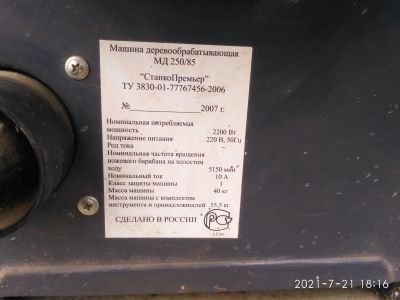 Машина деревообрабатывающая
МД 250/85
"СтанкоПремьер"
ТУ 3830-01-77767456-2006
№ ____________ 2007 г.
Номинальная потребляемая
мощность 2200 Вт
Напряжение питания 220 В, 50Гц
Род тока ~
Номинальная частота вращения
ножевого барабана на холостом
ходу 5150 мин
Номинальный ток 10 А
Класс защиты машины I
Масса машины 40 кг
Масса машины с комплектом
инструмента и принадлежностей 55,5 кг
СДЕЛАНО В РОССИИ
2021-7-21 18:16